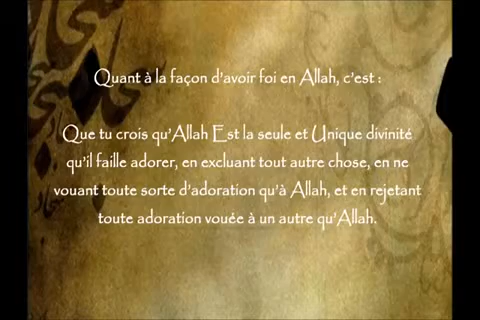 Quant à la façon d'avoir foi en Allah, c'est :
Que tu crois qu'Allah Est la seule et Unique divinité
qu'il faille adorer, en excluant tout autre chose, en ne
vouant toute sorte d'adoration qu'à Allah, et en rejetant
toute adoration vouée à un autre qu'Allah.